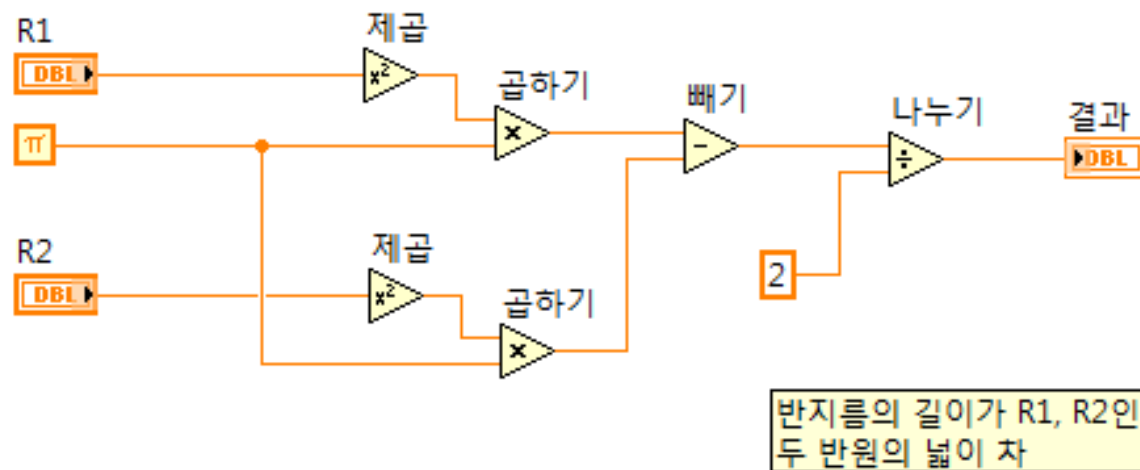 R1
DBL
제곱
x²
곱하기
×
빼기
-
나누기
÷
결과
DBL
π
R2
DBL
제곱
x²
곱하기
×
2
반지름의 길이가 R1, R2인
두 반원의 넓이 차